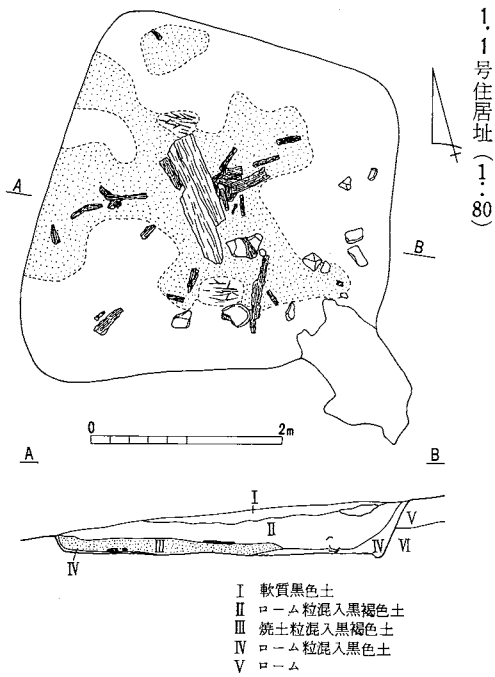 1. 1号住居址 (1:80)
A
B
0 2m
A B
I
II
V
III
IV
VI
IV
I 軟質黒色土
II ローム粒混入黒褐色土
III 焼土粒混入黒褐色土
IV ローム粒混入黒色土
V ローム